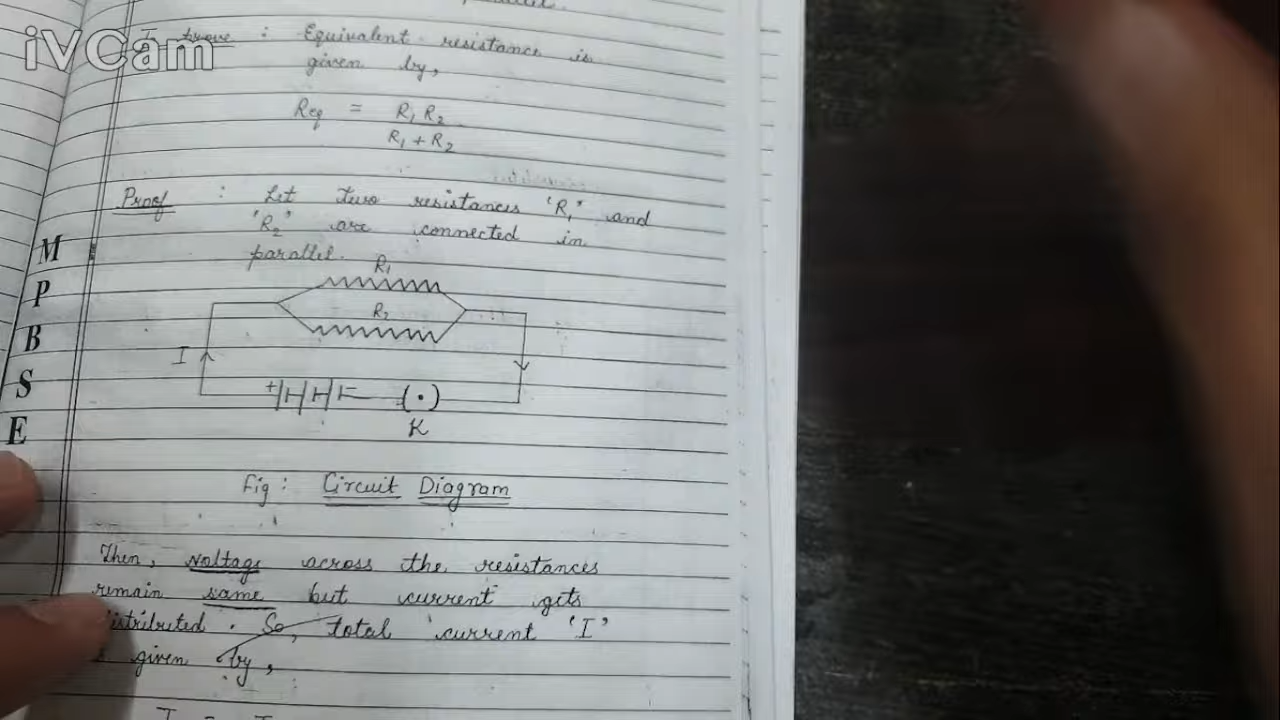 parallel.
iVCam
prove : Equivalent resistance is
given by,
Req = R₁ R₂
R₁ + R₂
Proof : Let two resistances 'R₁' and
'R₂' are connected in
parallel.
R₁
R₂
I
+
K
Fig : Circuit Diagram
Then, voltage across the resistances
remain same but current gets
distributed. So, total current 'I'
given by,
M
P
B
S
E